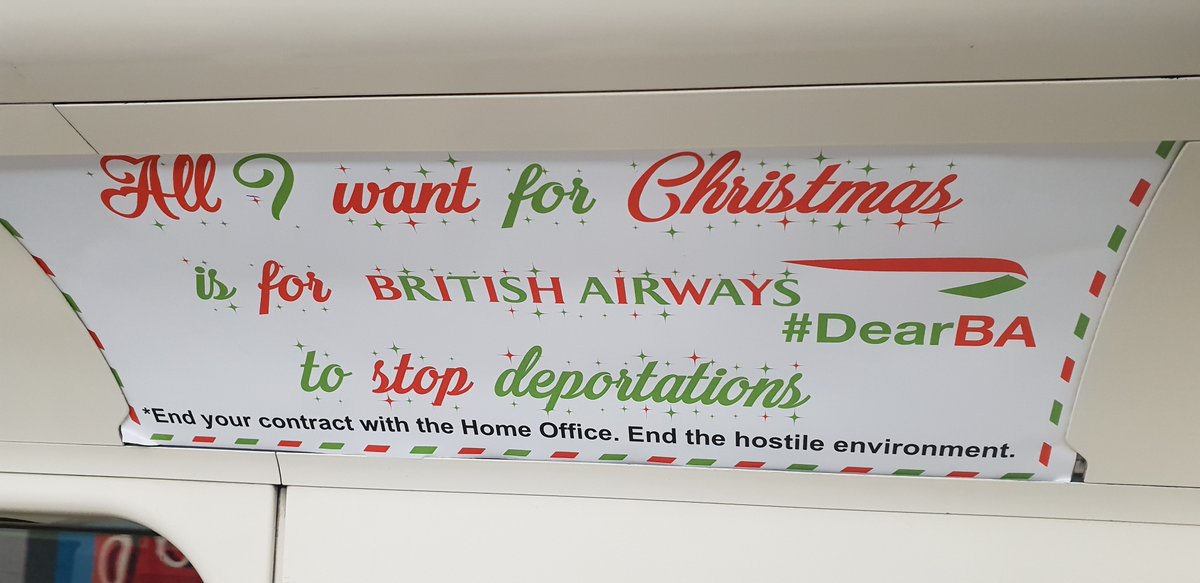 All I want for Christmas
is for BRITISH AIRWAYS
#DearBA
to stop deportations
*End your contract with the Home Office. End the hostile environment.